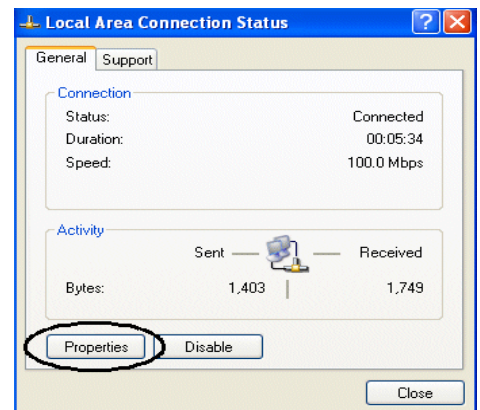 Local Area Connection Status
General Support
Connection
Status: Connected
Duration: 00:05:34
Speed: 100.0 Mbps
Activity
Sent Received
Bytes: 1,403 1,749
Properties Disable
Close